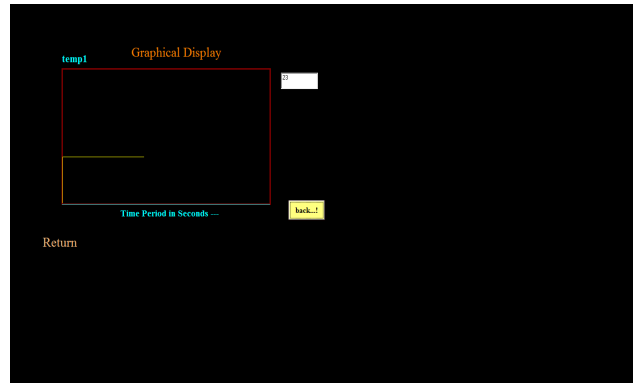 Graphical Display
temp1
23
Time Period in Seconds —
back...!
Return